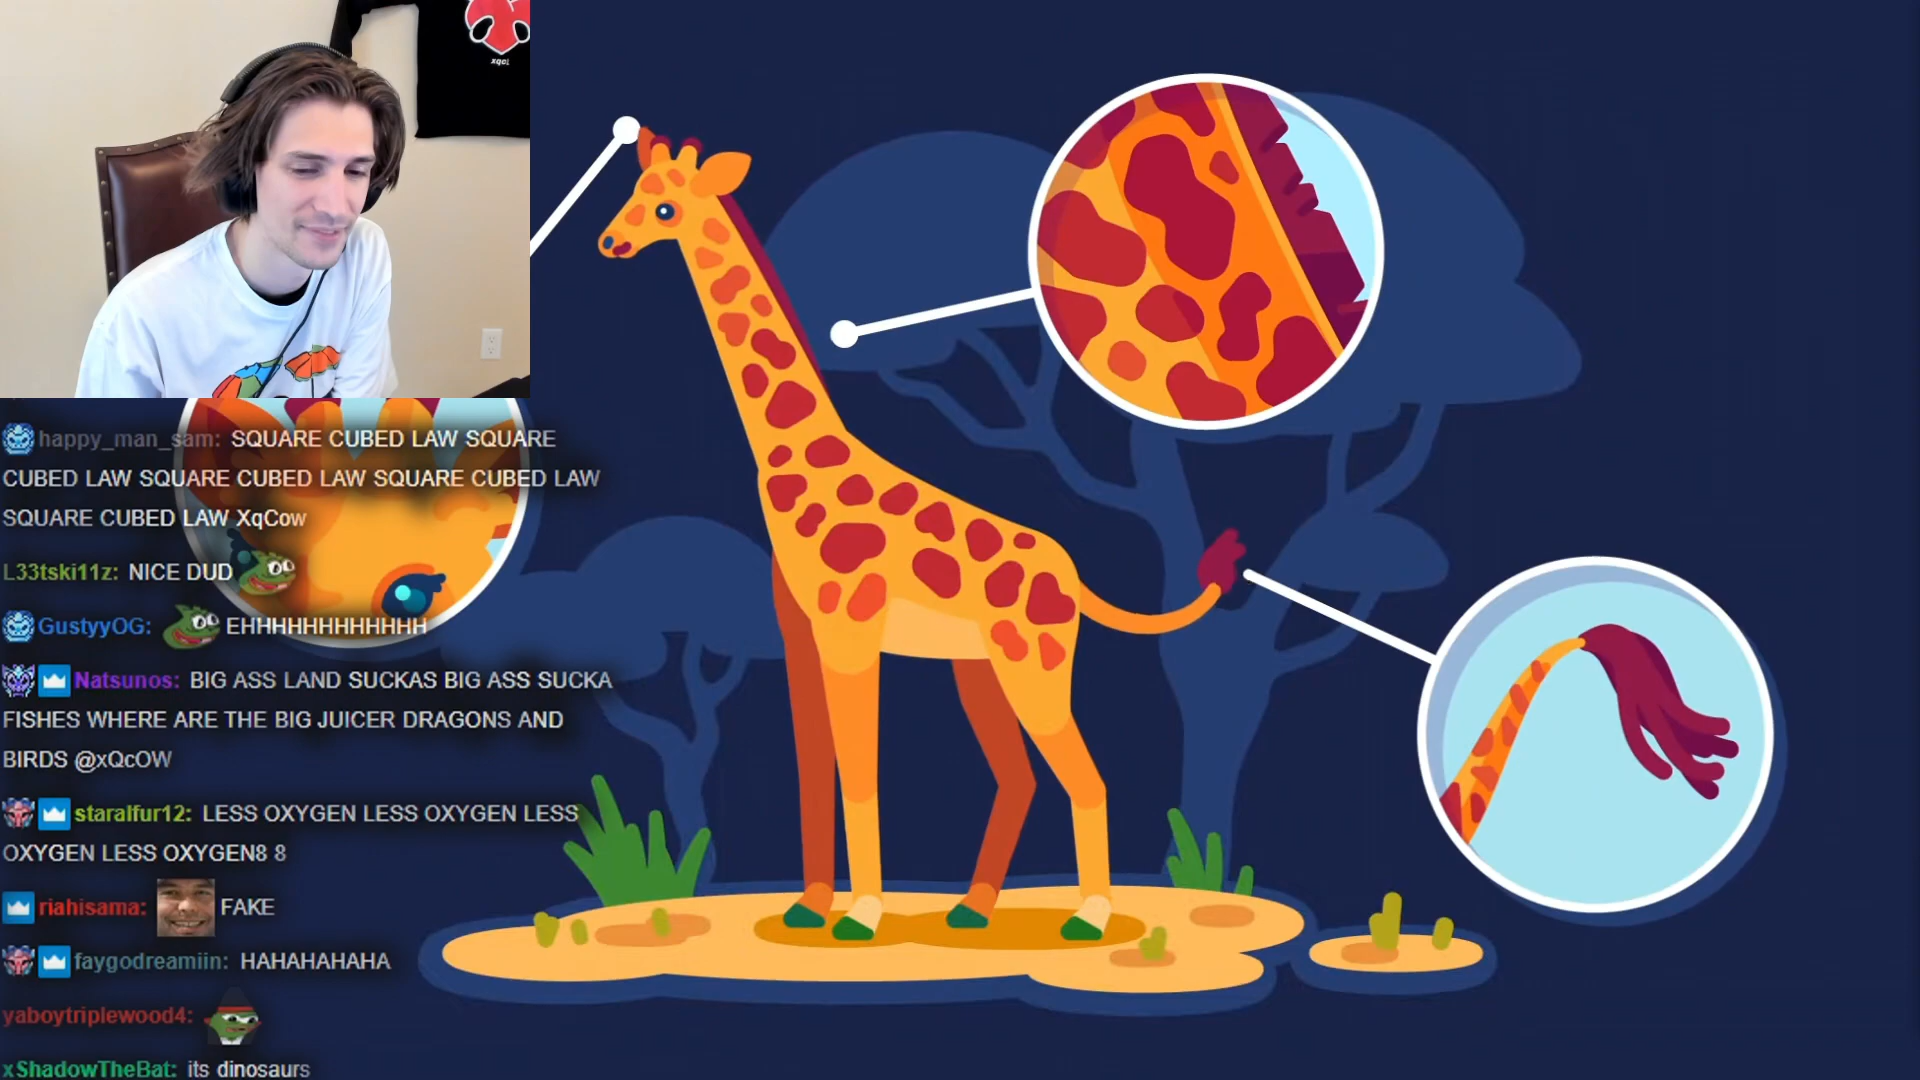 xqcL
happy_man_sam: SQUARE CUBED LAW SQUARE
CUBED LAW SQUARE CUBED LAW SQUARE CUBED LAW
SQUARE CUBED LAW XqCow
L33tski11z: NICE DUD
GustyyOG: EHHHHHHHHHHHH
Natsunos: BIG ASS LAND SUCKAS BIG ASS SUCKA
FISHES WHERE ARE THE BIG JUICER DRAGONS AND
BIRDS @xQcOW
staralfur12: LESS OXYGEN LESS OXYGEN LESS
OXYGEN LESS OXYGEN8 8
riahisama: FAKE
faygodreamiin: HAHAHAHAHA
yaboytriplewood4:
xShadowTheBat: its dinosaurs